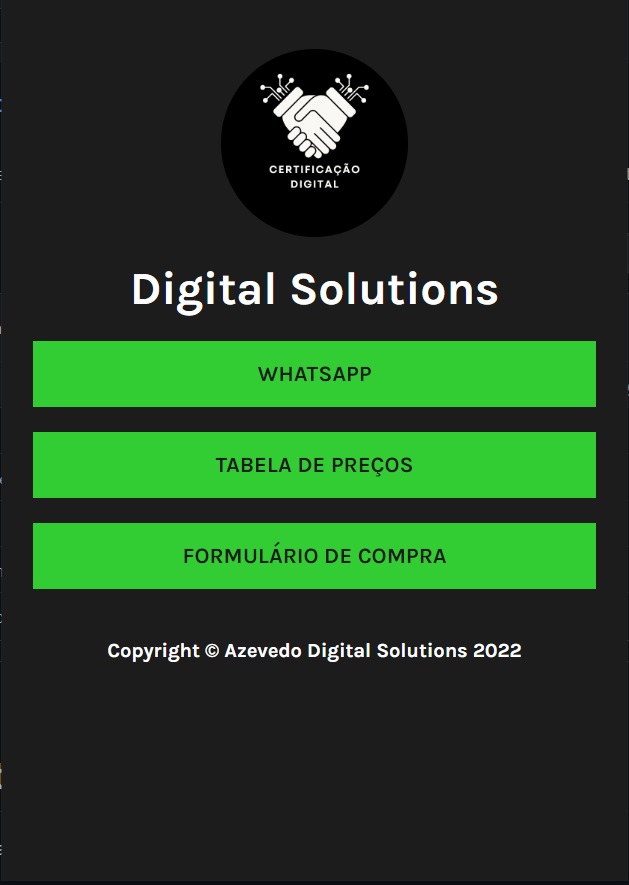 CERTIFICAÇÃO
DIGITAL
Digital Solutions
WHATSAPP
TABELA DE PREÇOS
FORMULÁRIO DE COMPRA
Copyright © Azevedo Digital Solutions 2022